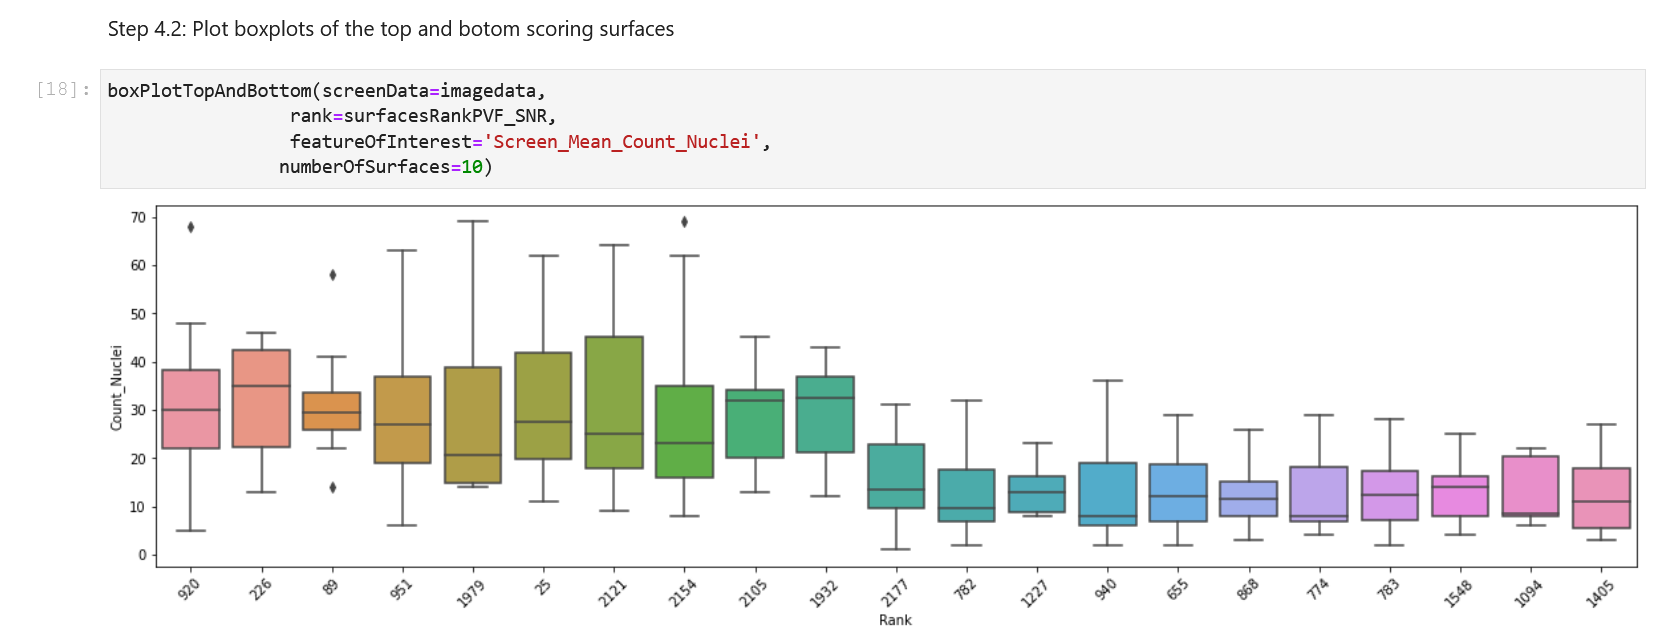 Step 4.2: Plot boxplots of the top and botom scoring surfaces
[18]: boxPlotTopAndBottom(screenData=imagedata,
rank=surfacesRankPVF_SNR,
featureOfInterest='Screen_Mean_Count_Nuclei',
numberOfSurfaces=10)
70
60
50
40
30
20
10
0
Count_Nuclei
920 226 89 951 1979 25 2121 2154 2105 1932 2177 782 1227 940 655 868 774 783 1548 1094 1405
Rank